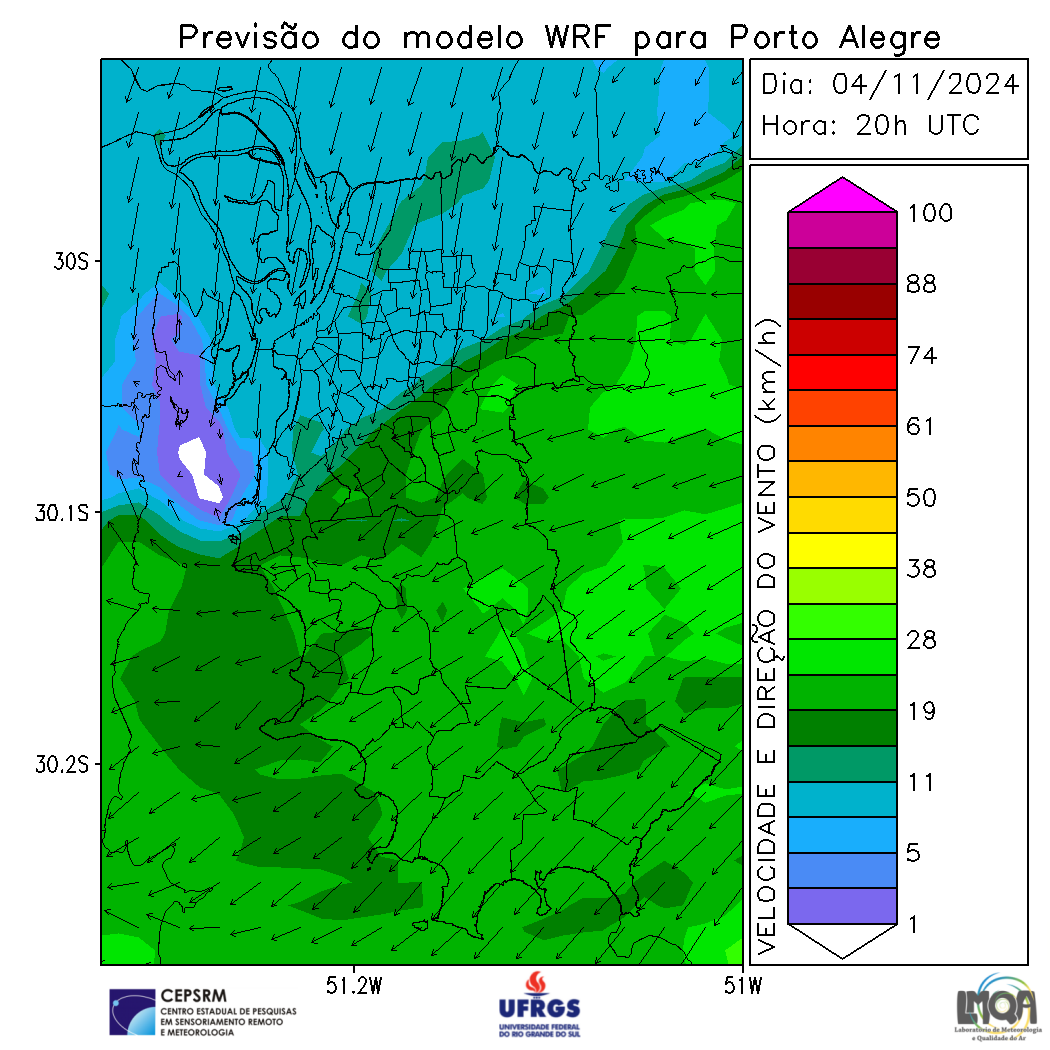 Previsão do modelo WRF para Porto Alegre
Dia: 04/11/2024
Hora: 20h UTC
30S
30.1S
30.2S
51.2W
51W
VELOCIDADE E DIREÇÃO DO VENTO (km/h)
100
88
74
61
50
38
28
19
11
5
1
CEPSRM
CENTRO ESTADUAL DE PESQUISAS
EM SENSORIAMENTO REMOTO
E METEOROLOGIA
UFRGS
UNIVERSIDADE FEDERAL
DO RIO GRANDE DO SUL
LMQA
Laboratório de Meteorologia
e Qualidade do Ar